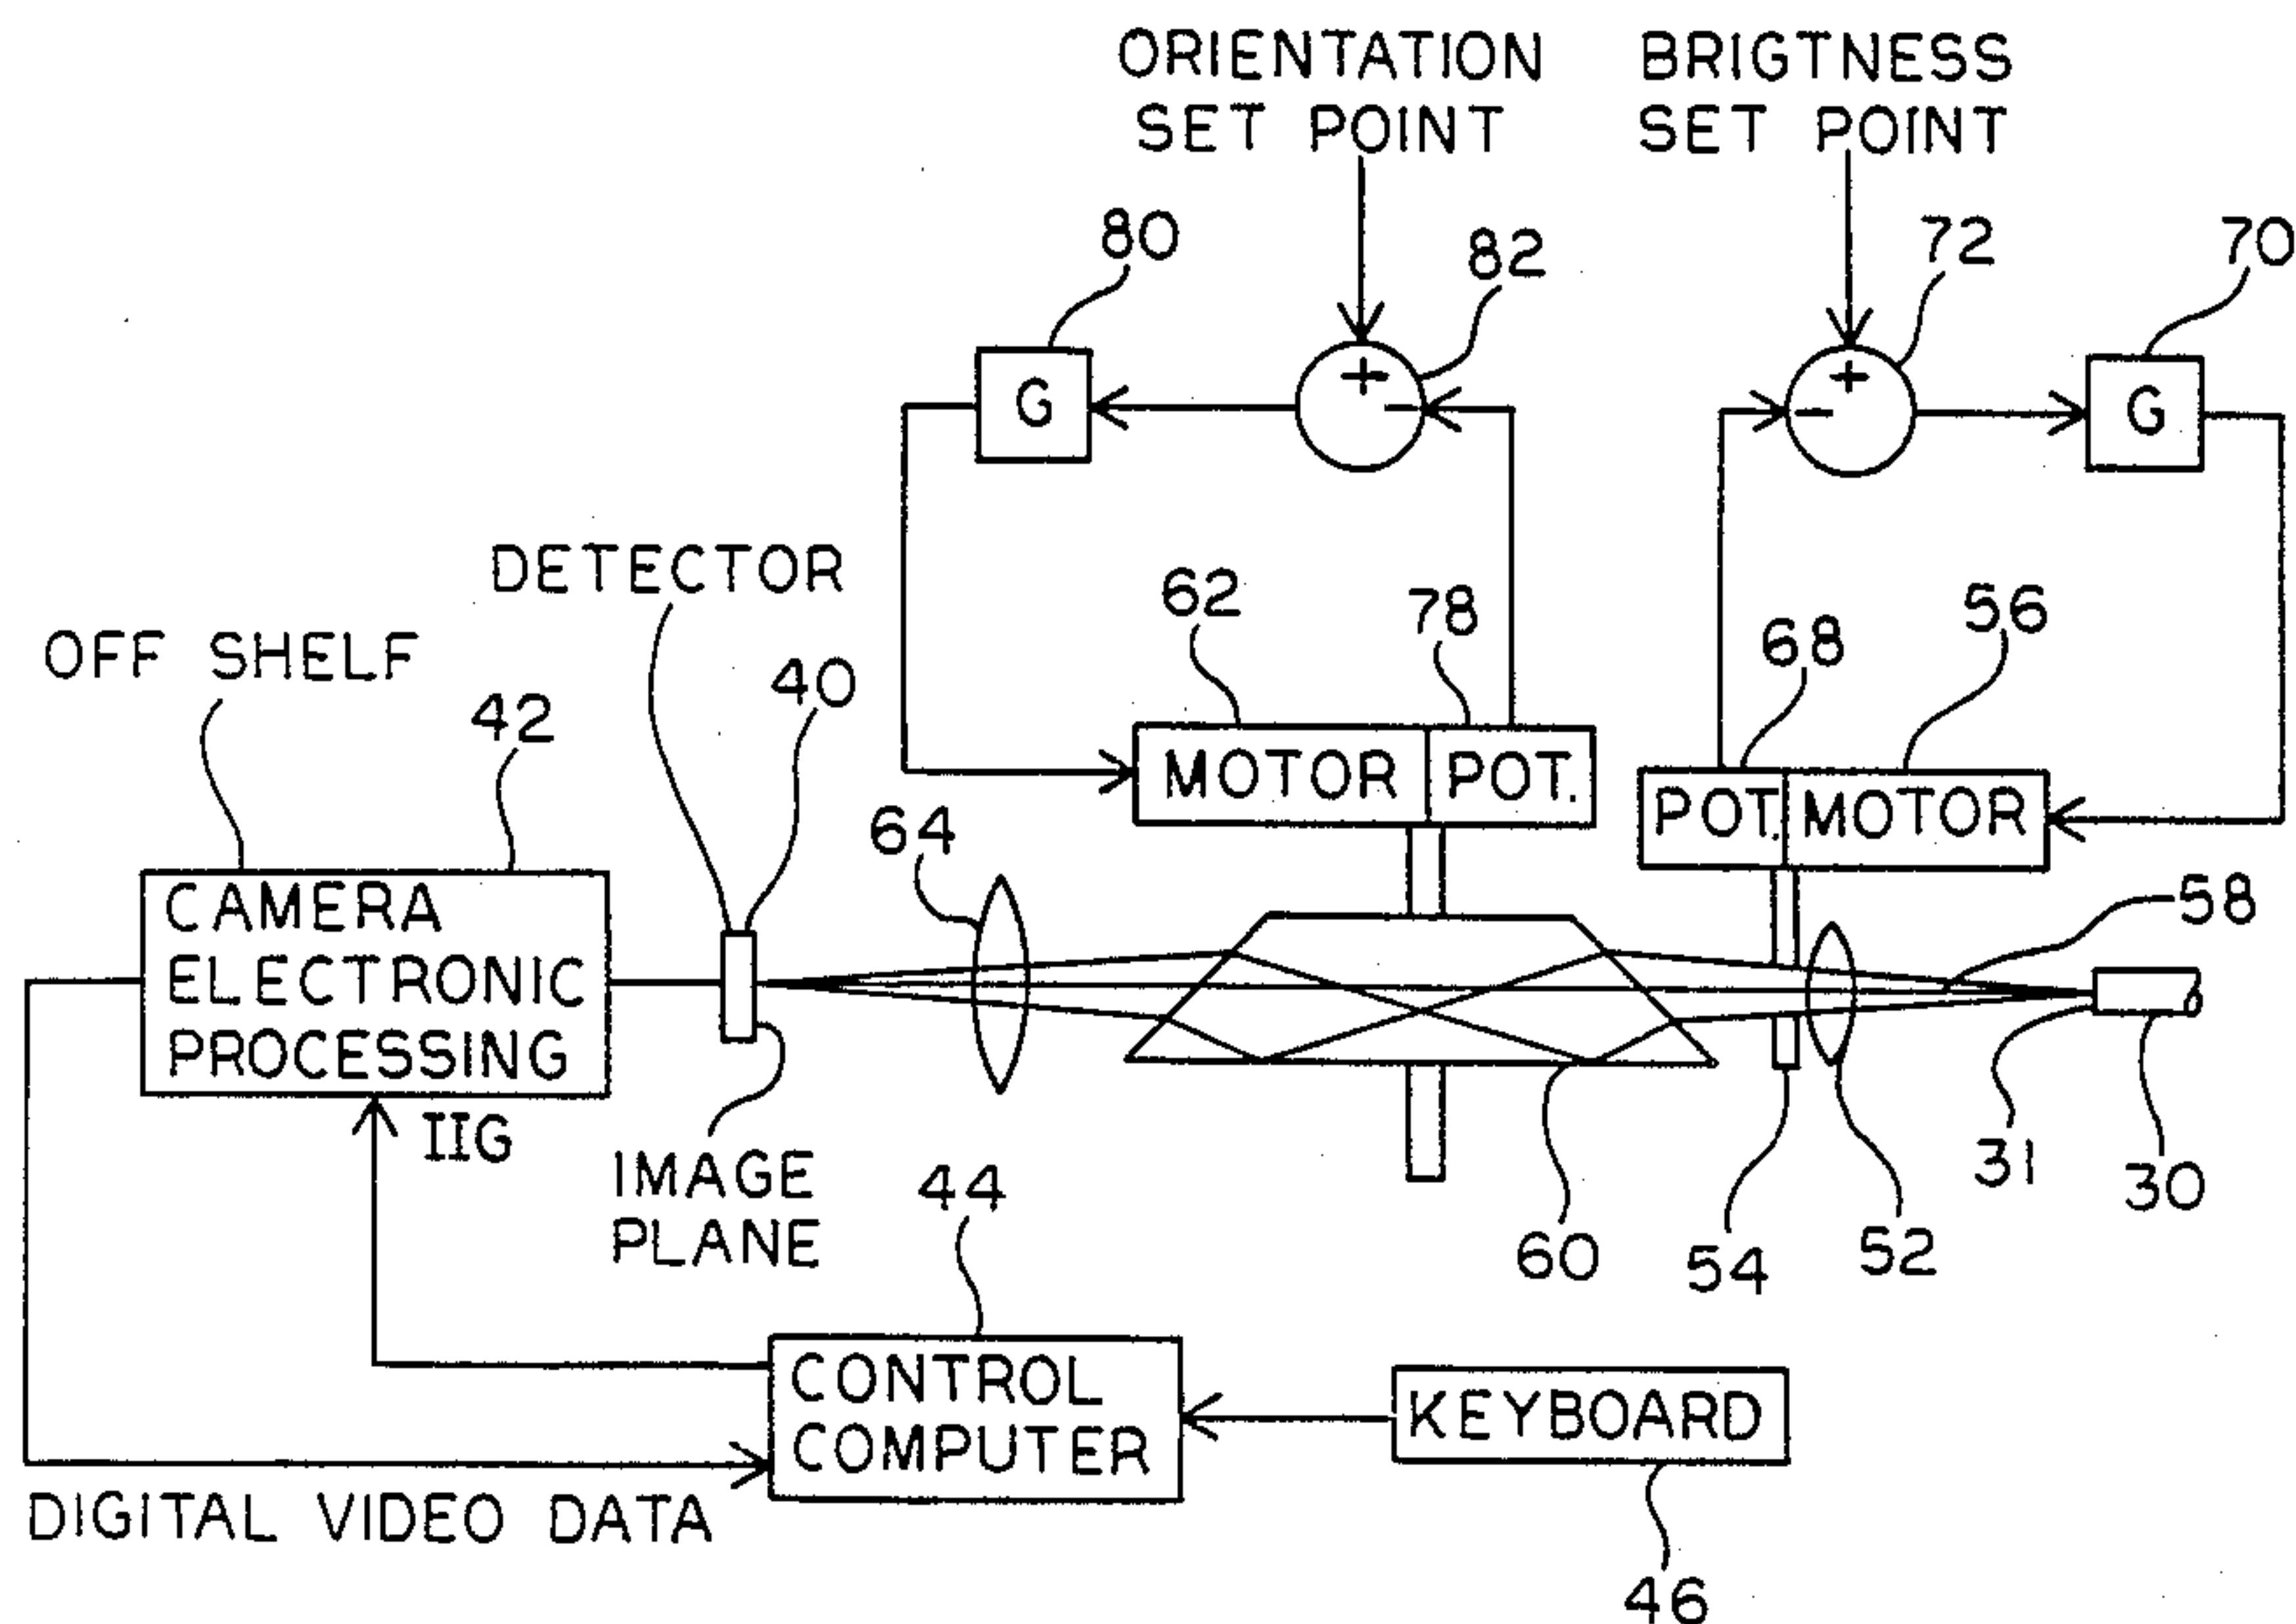 ORIENTATION
SET POINT
BRIGTNESS
SET POINT
80
82
72
70
G
+
-
+
-
G
DETECTOR
62
78
56
68
OFF SHELF
40
42
MOTOR
POT.
POT.
MOTOR
64
58
CAMERA
ELECTRONIC
PROCESSING
IIG
IMAGE
PLANE
44
60
54
52
31
30
CONTROL
COMPUTER
KEYBOARD
DIGITAL VIDEO DATA
46